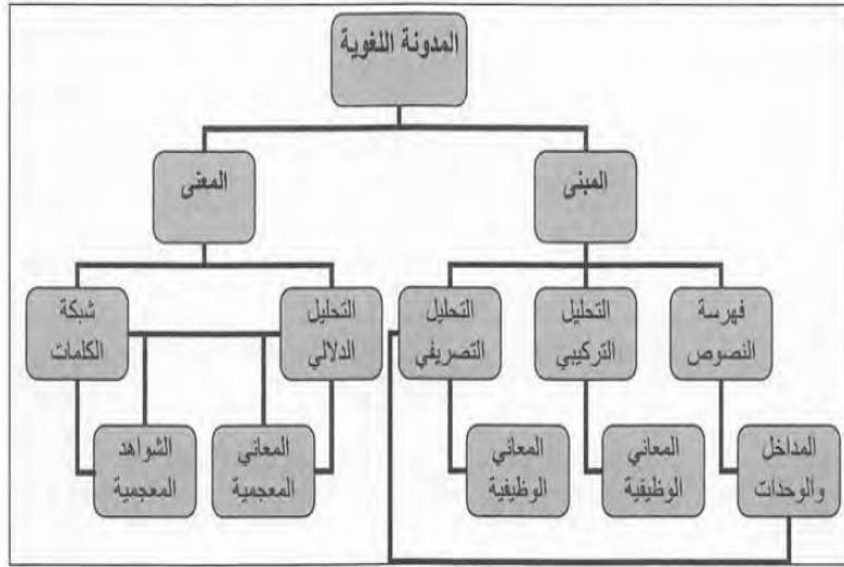 المدونة اللغوية
المبنى
المعنى
فهرسة
النصوص
التحليل
التركيبي
التحليل
التصريفي
التحليل
الدلالي
شبكة
الكلمات
المداخل
والوحدات
المعاني
الوظيفية
المعاني
الوظيفية
المعاني
المعجمية
الشواهد
المعجمية